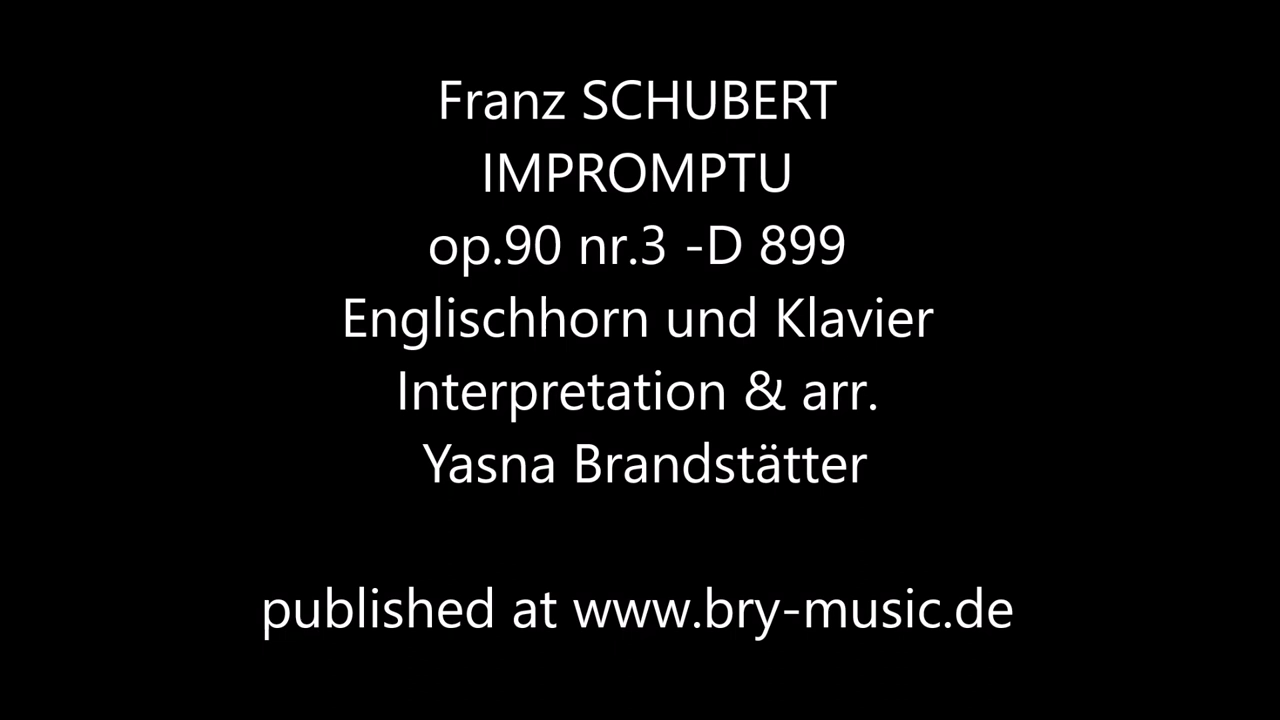 Franz SCHUBERT
IMPROMPTU
op.90 nr.3 -D 899
Englischhorn und Klavier
Interpretation & arr.
Yasna Brandstätter
published at www.bry-music.de